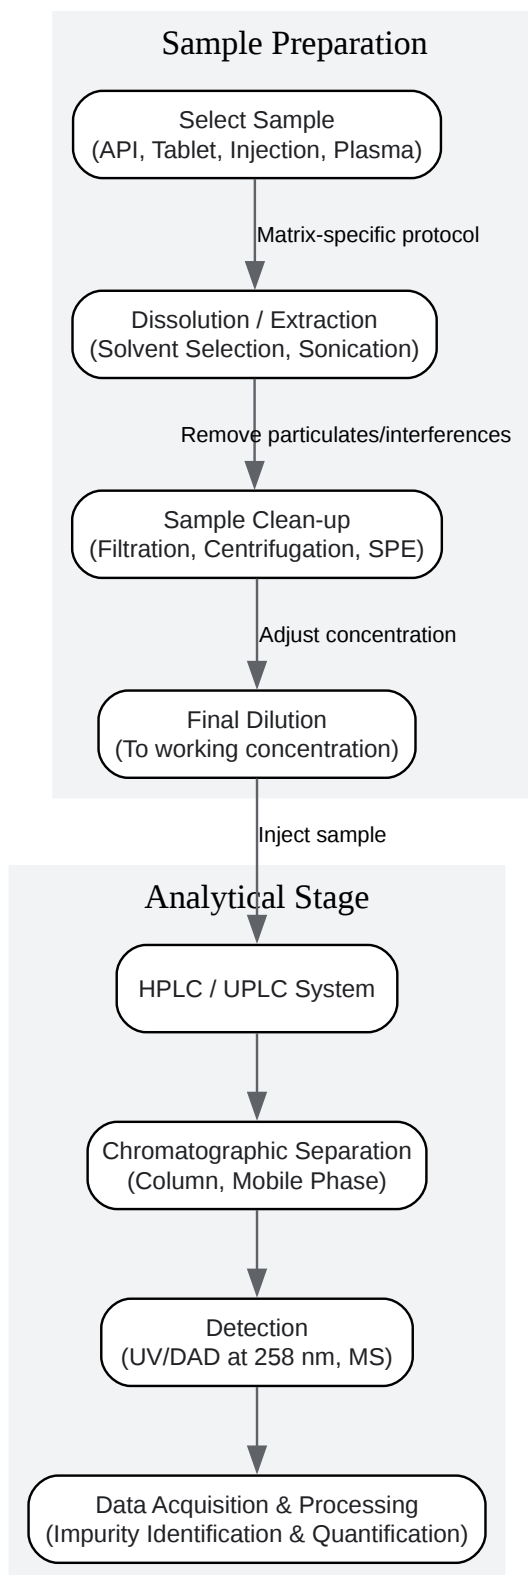 Sample Preparation
Select Sample
(API, Tablet, Injection, Plasma)
Matrix-specific protocol
Dissolution / Extraction
(Solvent Selection, Sonication)
Remove particulates/interferences
Sample Clean-up
(Filtration, Centrifugation, SPE)
Adjust concentration
Final Dilution
(To working concentration)
Inject sample
Analytical Stage
HPLC / UPLC System
Chromatographic Separation
(Column, Mobile Phase)
Detection
(UV/DAD at 258 nm, MS)
Data Acquisition & Processing
(Impurity Identification & Quantification)